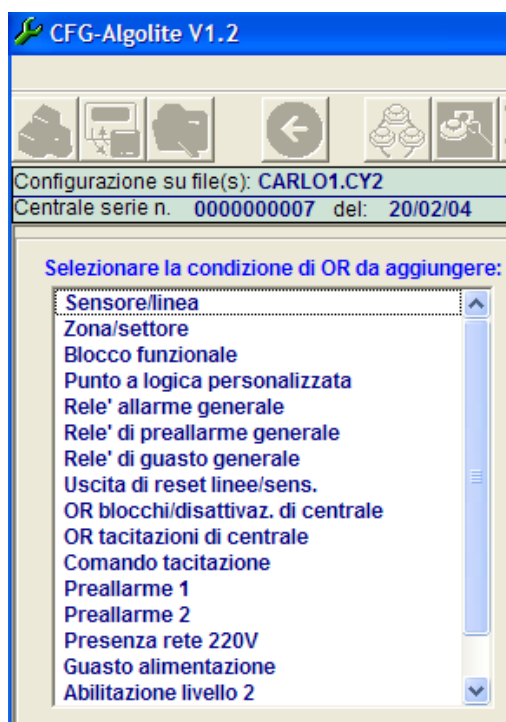 CFG-Algolite V1.2
Configurazione su file(s): CARLO1.CY2
Centrale serie n. 0000000007 del: 20/02/04
Selezionare la condizione di OR da aggiungere:
Sensore/linea
Zona/settore
Blocco funzionale
Punto a logica personalizzata
Rele' allarme generale
Rele' di preallarme generale
Rele' di guasto generale
Uscita di reset linee/sens.
OR blocchi/disattivaz. di centrale
OR tacitazioni di centrale
Comando tacitazione
Preallarme 1
Preallarme 2
Presenza rete 220V
Guasto alimentazione
Abilitazione livello 2